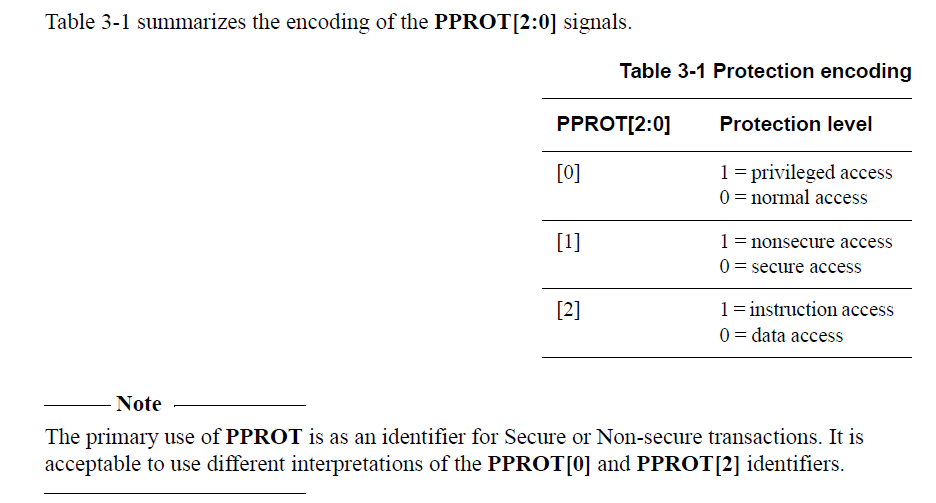 Table 3-1 summarizes the encoding of the PPROT[2:0] signals.
Table 3-1 Protection encoding
PPROT[2:0] Protection level
[0] 1 = privileged access
0 = normal access
[1] 1 = nonsecure access
0 = secure access
[2] 1 = instruction access
0 = data access
Note
The primary use of PPROT is as an identifier for Secure or Non-secure transactions. It is
acceptable to use different interpretations of the PPROT[0] and PPROT[2] identifiers.